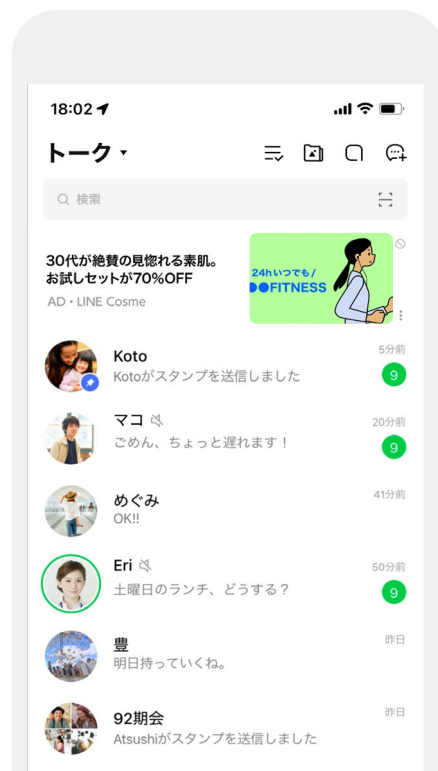 18:02
トーク
検索
30代が絶賛の見惚れる素肌。
お試しセットが70%OFF
AD・LINE Cosme
24hいつでも/
●●FITNESS
Koto
5分前
Kotoがスタンプを送信しました
9
マコ
20分前
ごめん、ちょっと遅れます！
9
めぐみ
41分前
OK!!
Eri
50分前
土曜日のランチ、どうする？
9
豊
昨日
明日持っていくね。
92期会
昨日
Atsushiがスタンプを送信しました